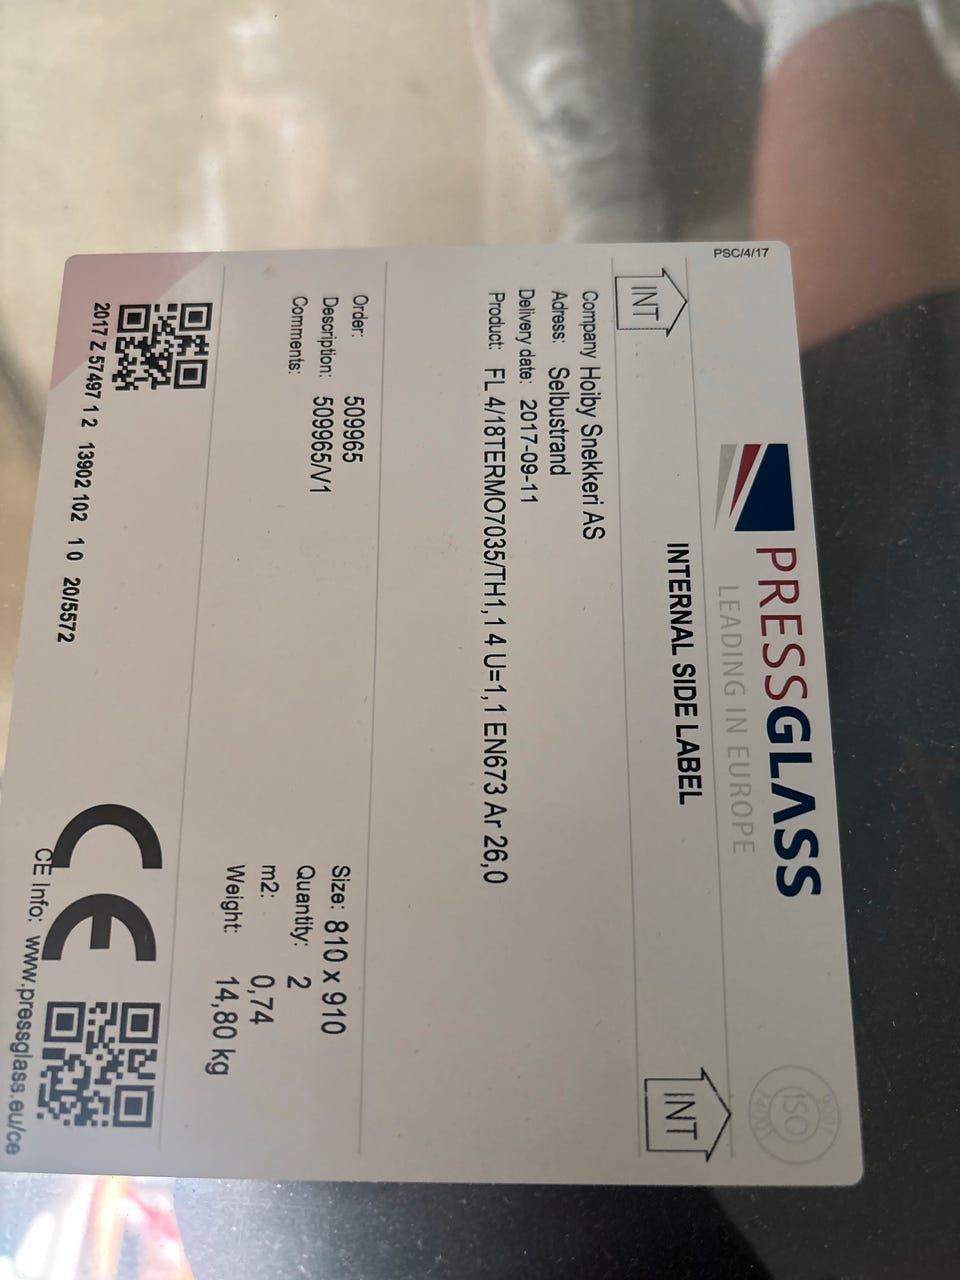 PSC/4/17
PRESSGLASS
LEADING IN EUROPE
ISO
INTERNAL SIDE LABEL
INT
INT
Company Hoiby Snekkeri AS
Adress: Selbustrand
Delivery date: 2017-09-11
Product: FL 4/18TERMO7035/TH1,1 4 U=1,1 EN673 Ar 26,0
Order: 509965
Description: 509965/V1
Comments:
Size: 810 x 910
Quantity: 2
m2: 0,74
Weight: 14,80 kg
2017 Z 57497 1 2 13902 102 1 0 20/5572
CE
CE Info: www.pressglass.eu/ce